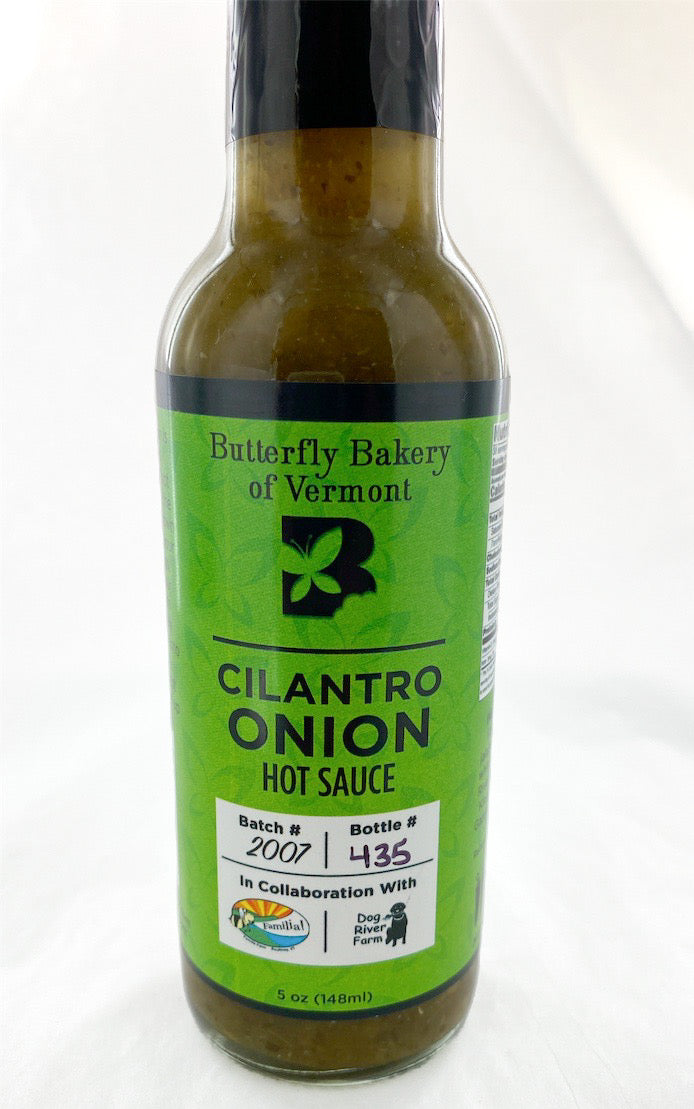 Butterfly Bakery
of Vermont
B
CILANTRO
ONION
HOT SAUCE
Batch # Bottle #
2007 435
In Collaboration With
Familia!
Dog
River
Farm
5 oz (148ml)